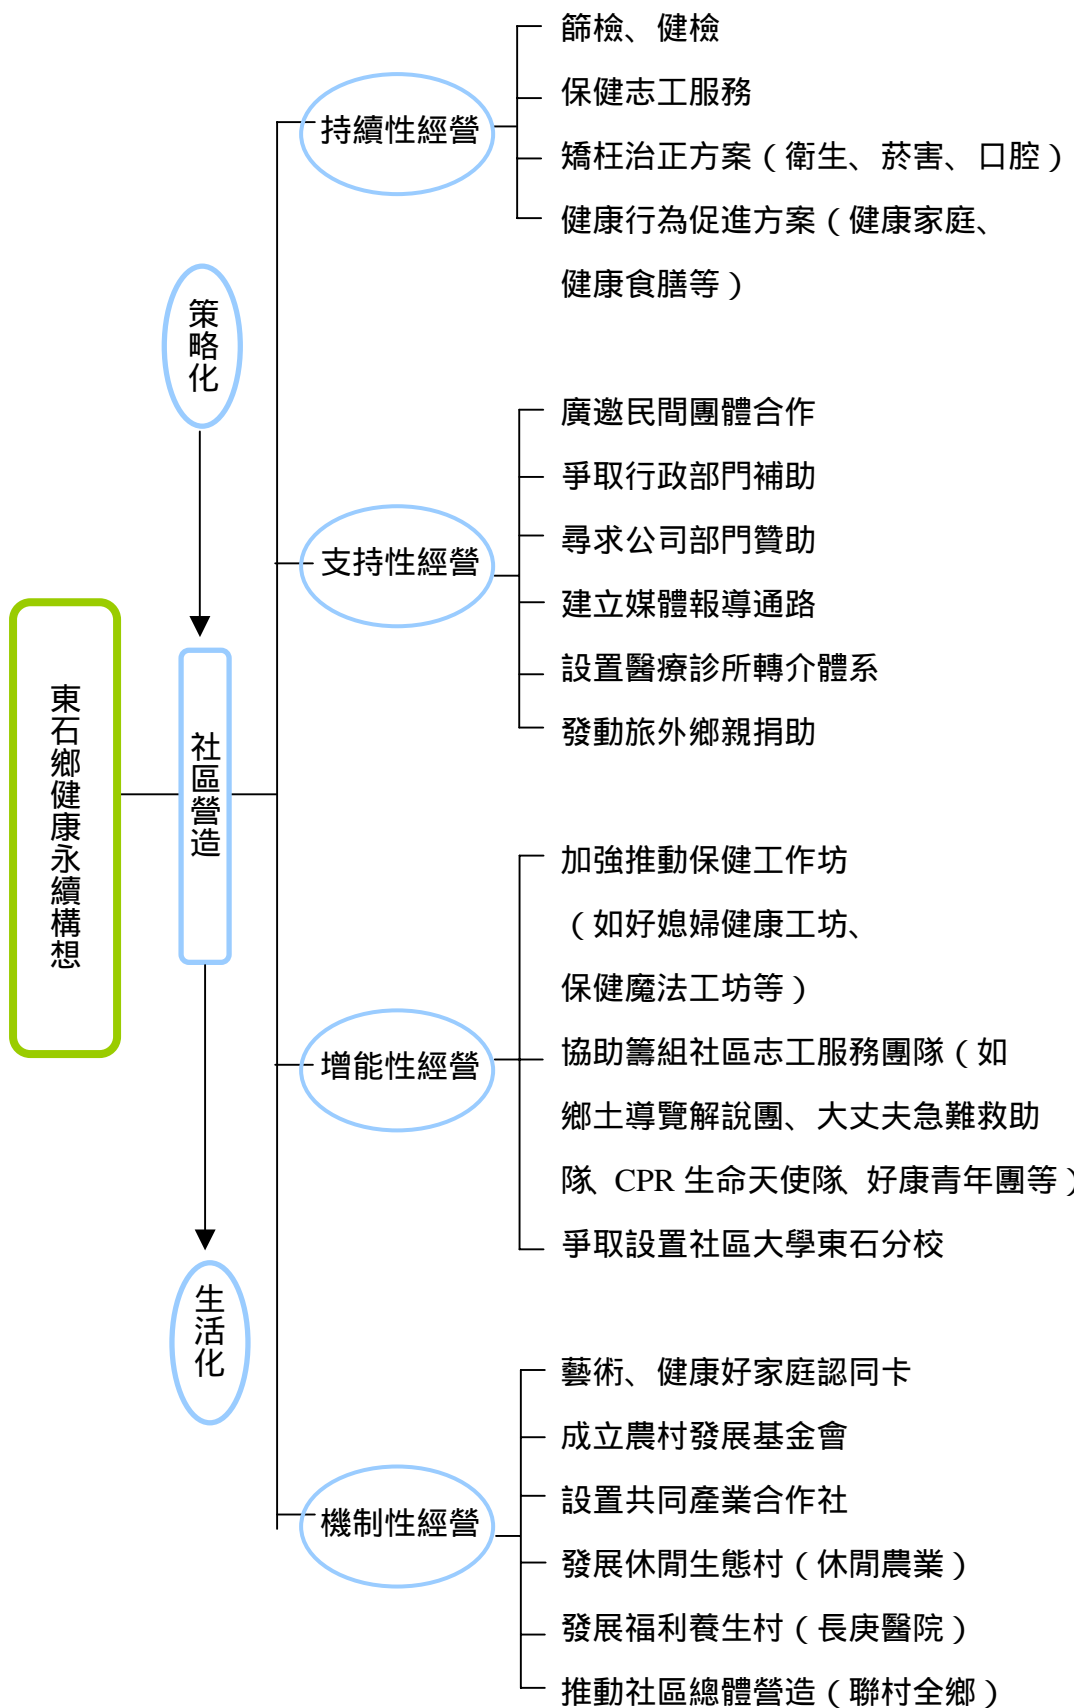 東石鄉健康永續構想
策略化
社區營造
生活化
持續性經營
篩檢、健檢
保健志工服務
矯枉治正方案（衛生、菸害、口腔）
健康行為促進方案（健康家庭、
健康食膳等）
支持性經營
廣邀民間團體合作
爭取行政部門補助
尋求公司部門贊助
建立媒體報導通路
設置醫療診所轉介體系
發動旅外鄉親捐助
增能性經營
加強推動保健工作坊
（如好媳婦健康工坊、
保健魔法工坊等）
協助籌組社區志工服務團隊（如
鄉土導覽解說團、大丈夫急難救助
隊、CPR 生命天使隊、好康青年團等）
爭取設置社區大學東石分校
機制性經營
藝術、健康好家庭認同卡
成立農村發展基金會
設置共同產業合作社
發展休閒生態村（休閒農業）
發展福利養生村（長庚醫院）
推動社區總體營造（聯村全鄉）